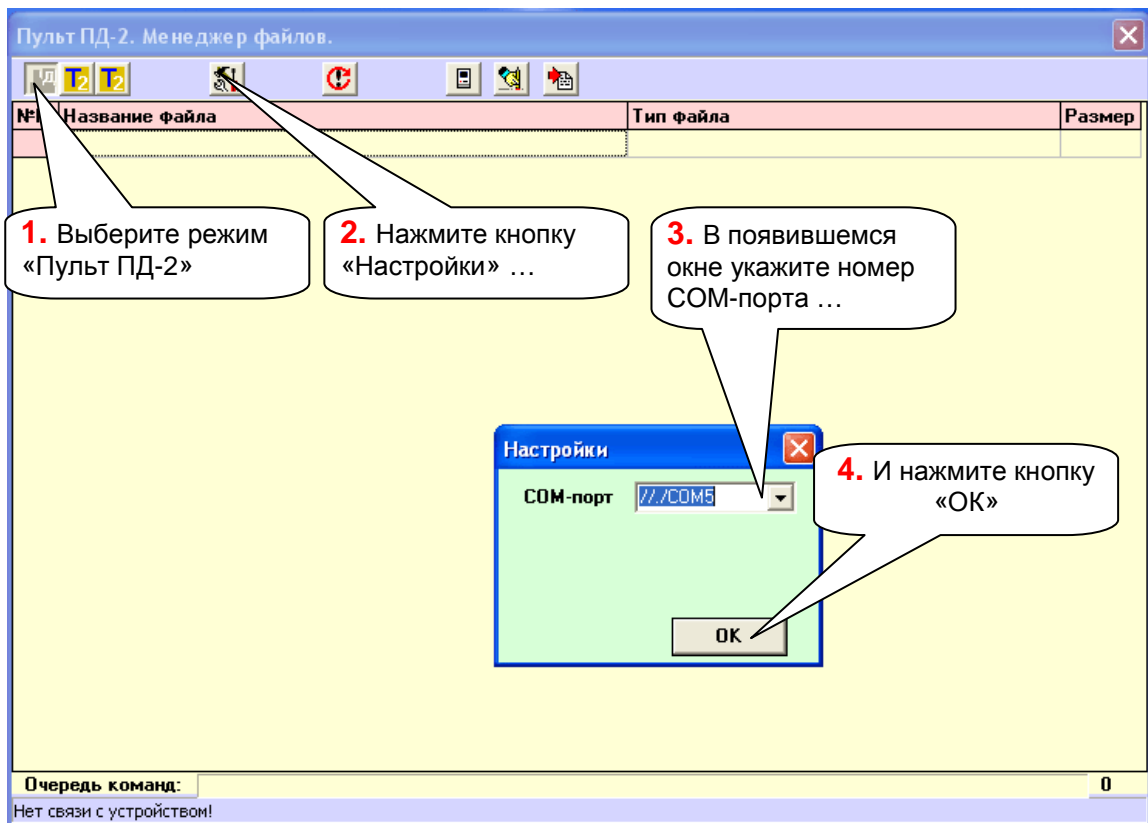 Пульт ПД-2. Менеджер файлов.
T2 T2
Название файла
Тип файла
Размер
1. Выберите режим
«Пульт ПД-2»
2. Нажмите кнопку
«Настройки» …
3. В появившемся
окне укажите номер
COM-порта …
Настройки
COM-порт //./COM5
4. И нажмите кнопку
«ОК»
OK
Очередь команд:
0
Нет связи с устройством!